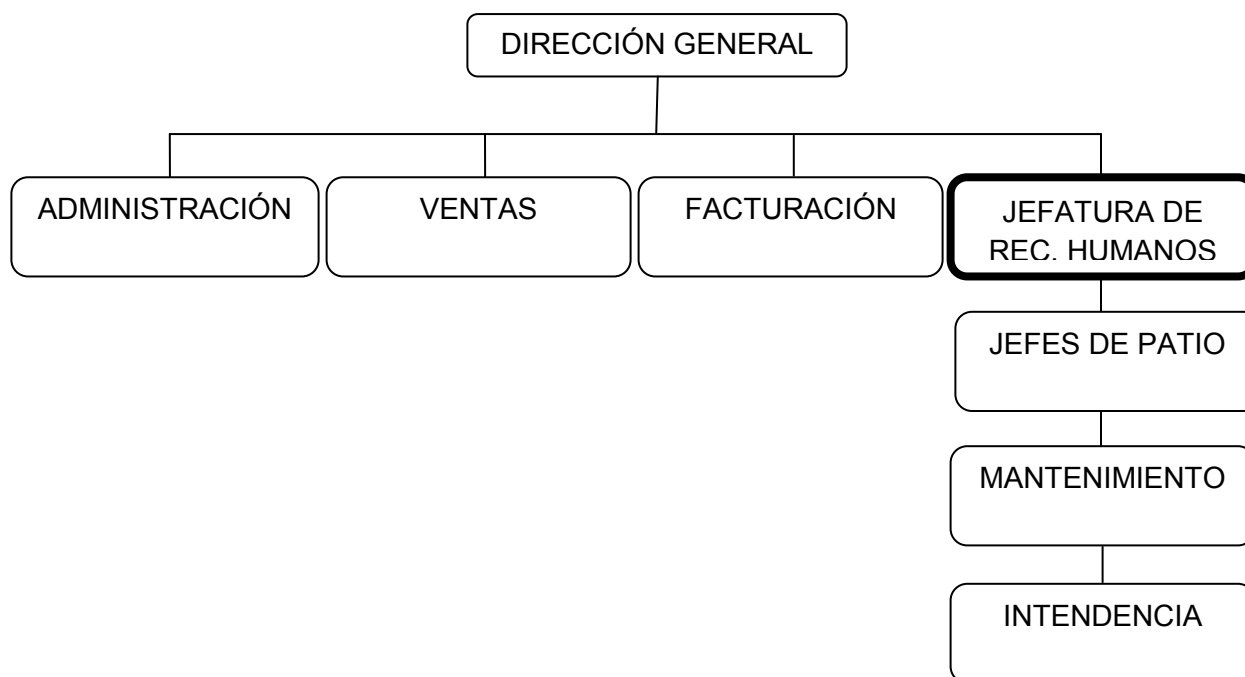 DIRECCIÓN GENERAL
ADMINISTRACIÓN
VENTAS
FACTURACIÓN
JEFATURA DE
REC. HUMANOS
JEFES DE PATIO
MANTENIMIENTO
INTENDENCIA